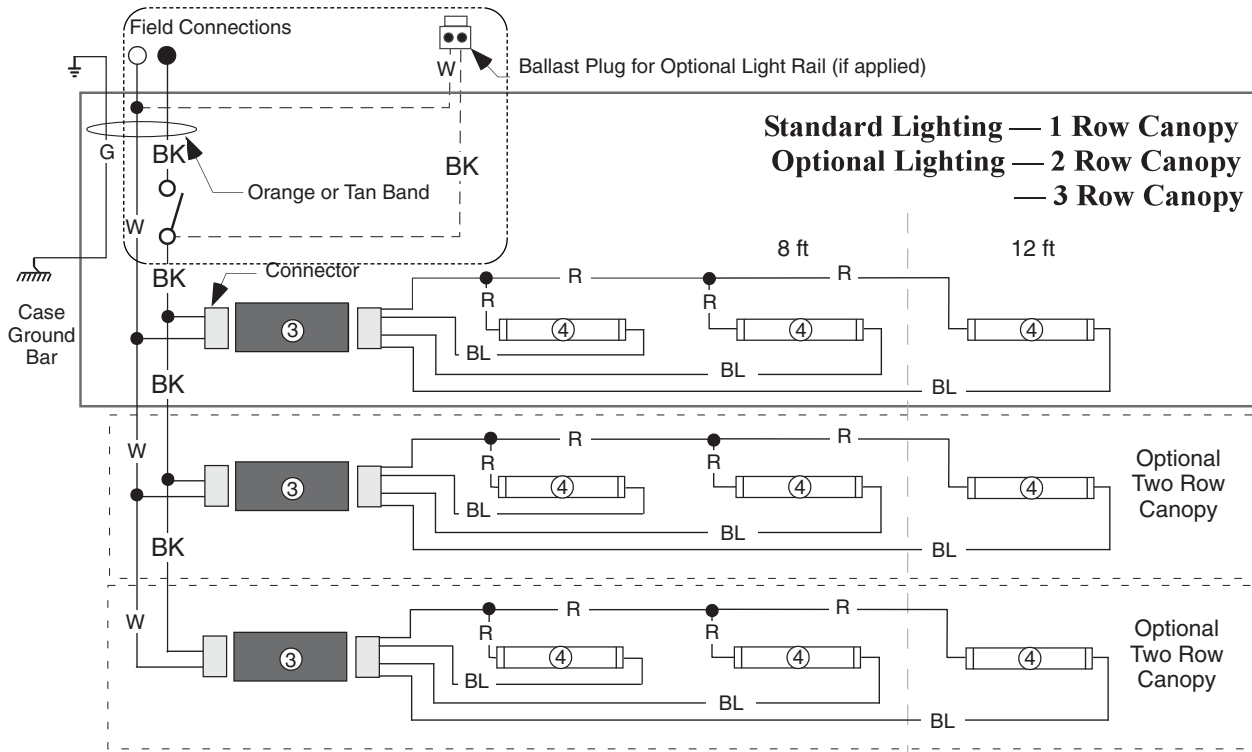 Field Connections
W
Ballast Plug for Optional Light Rail (if applied)
Standard Lighting — 1 Row Canopy
Optional Lighting — 2 Row Canopy
— 3 Row Canopy
G
BK
BK
Orange or Tan Band
W
8 ft
12 ft
BK
Connector
R
R
Case
Ground
Bar
R
R
3
4
4
4
BL
BL
BL
BK
W
R
R
R
R
Optional
Two Row
Canopy
3
4
4
4
BL
BL
BL
BK
W
R
R
R
R
Optional
Two Row
Canopy
3
4
4
4
BL
BL
BL